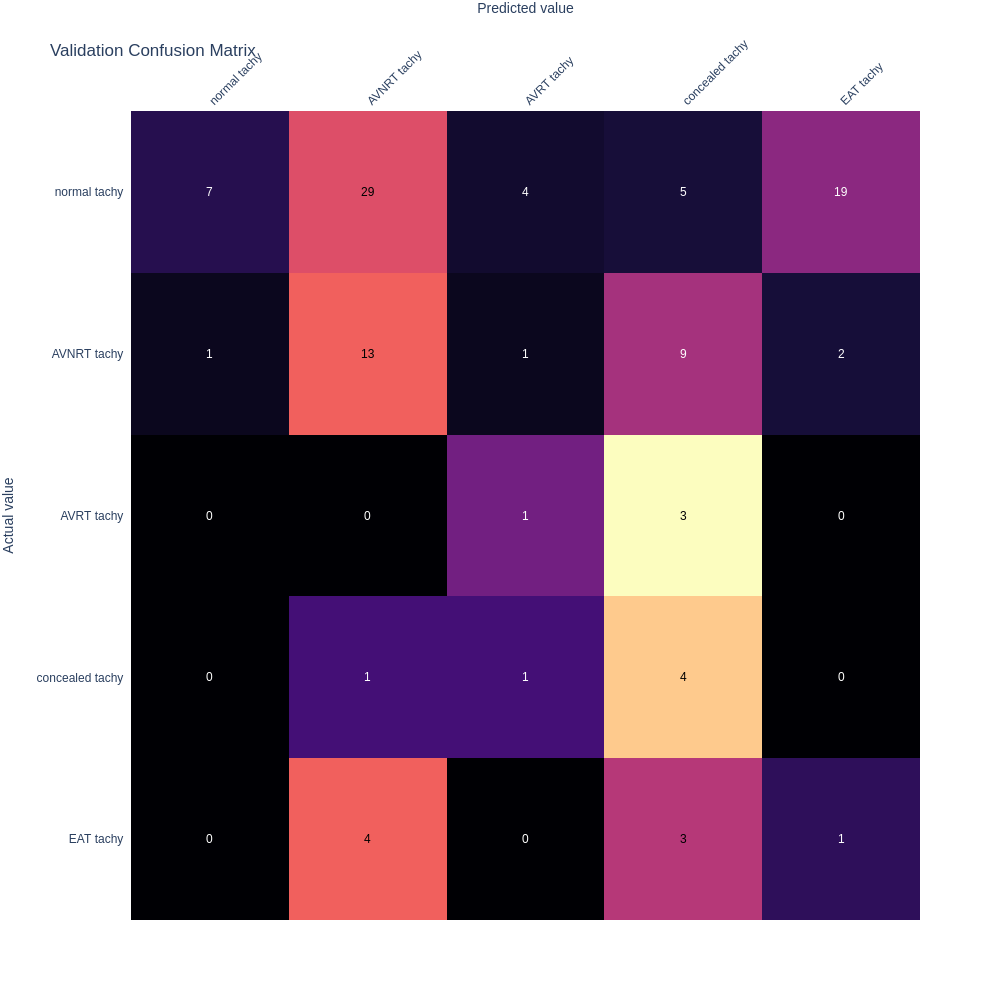 Predicted value
Validation Confusion Matrix
normal tachy
AVNRT tachy
AVRT tachy
concealed tachy
EAT tachy
Actual value
normal tachy 7 29 4 5 19
AVNRT tachy 1 13 1 9 2
AVRT tachy 0 0 1 3 0
concealed tachy 0 1 1 4 0
EAT tachy 0 4 0 3 1